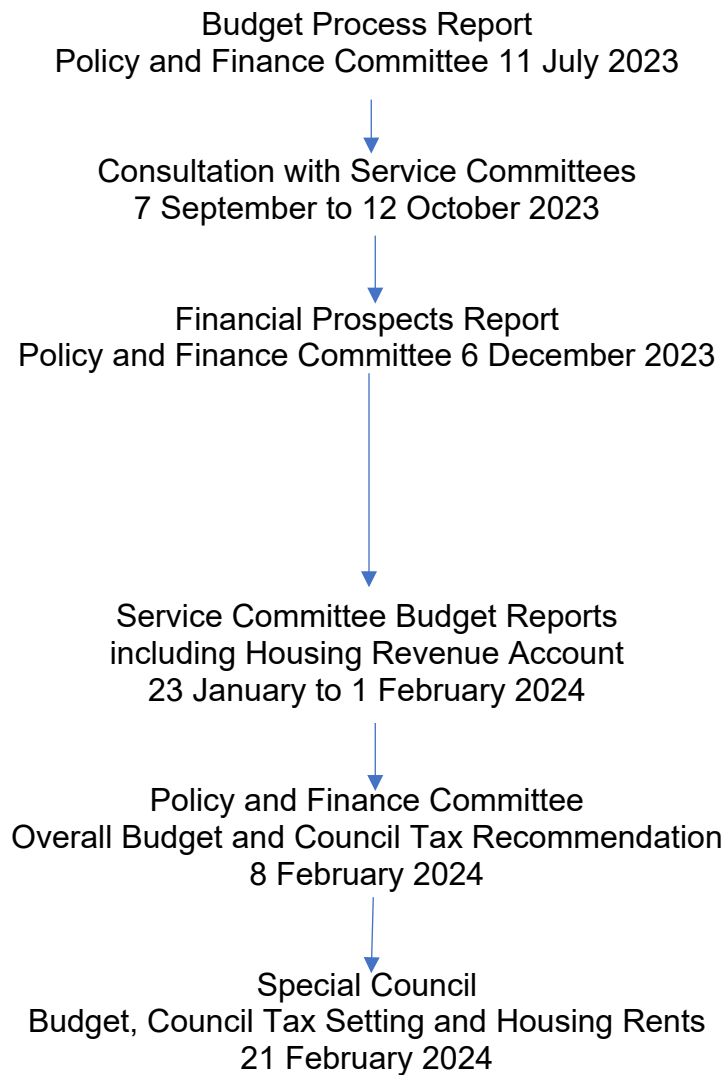 Budget Process Report
Policy and Finance Committee 11 July 2023
Consultation with Service Committees
7 September to 12 October 2023
Financial Prospects Report
Policy and Finance Committee 6 December 2023
Service Committee Budget Reports
including Housing Revenue Account
23 January to 1 February 2024
Policy and Finance Committee
Overall Budget and Council Tax Recommendation
8 February 2024
Special Council
Budget, Council Tax Setting and Housing Rents
21 February 2024